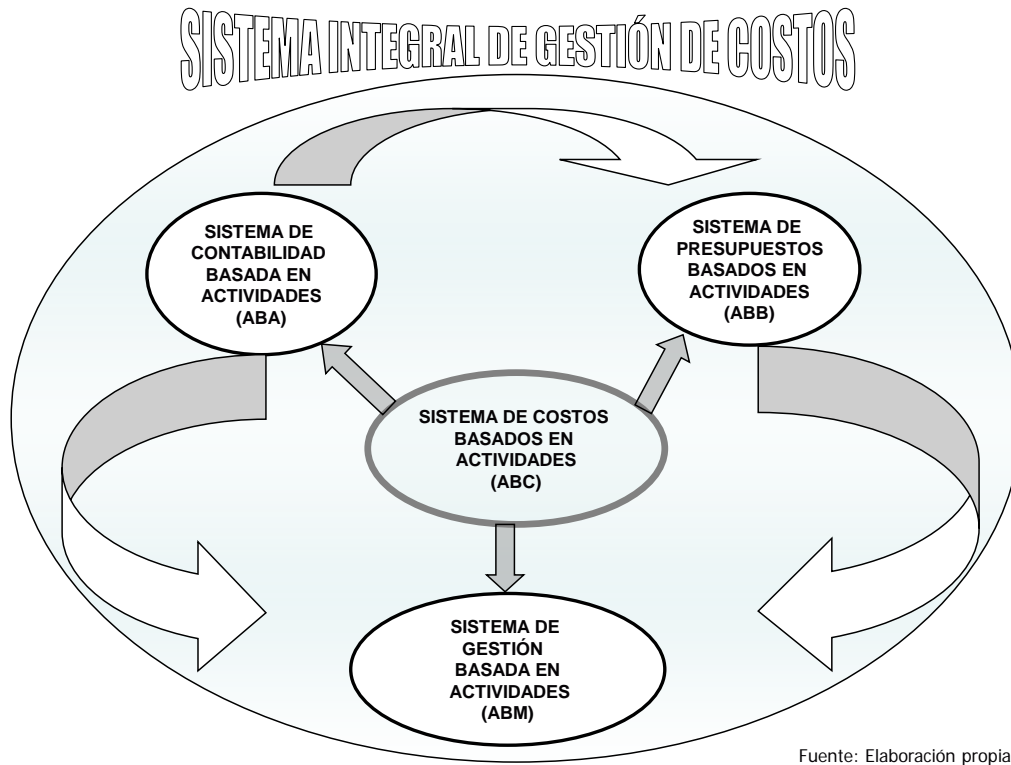 SISTEMA INTEGRAL DE GESTIÓN DE COSTOS
SISTEMA DE
CONTABILIDAD
BASADA EN
ACTIVIDADES
(ABA)
SISTEMA DE
PRESUPUESTOS
BASADOS EN
ACTIVIDADES
(ABB)
SISTEMA DE COSTOS
BASADOS EN
ACTIVIDADES
(ABC)
SISTEMA DE
GESTIÓN
BASADA EN
ACTIVIDADES
(ABM)
Fuente: Elaboración propia